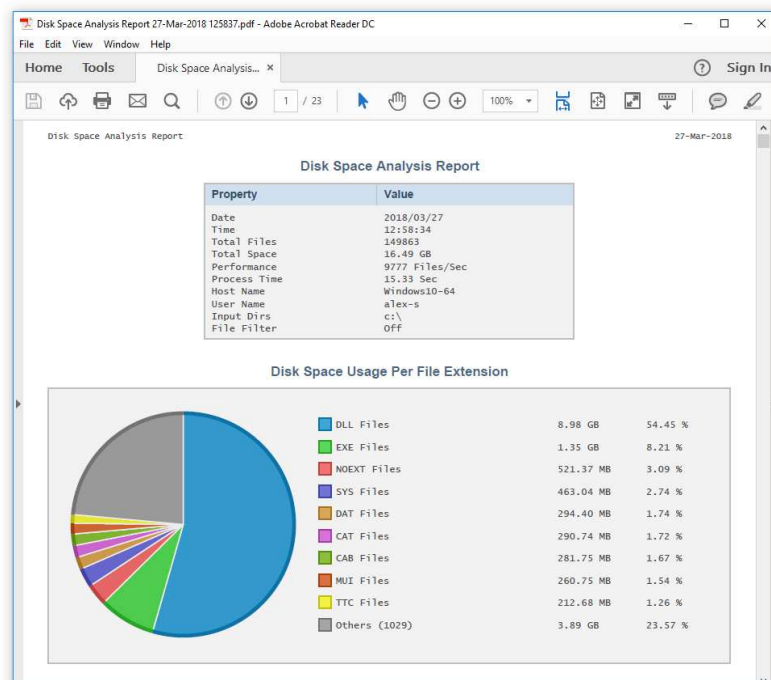 Disk Space Analysis Report 27-Mar-2018 125837.pdf - Adobe Acrobat Reader DC
File Edit View Window Help
Home Tools Disk Space Analysis... × ? Sign In
1 / 23 100%
Disk Space Analysis Report 27-Mar-2018
Disk Space Analysis Report
Property Value
Date 2018/03/27
Time 12:58:34
Total Files 149863
Total Space 16.49 GB
Performance 9777 Files/Sec
Process Time 15.33 Sec
Host Name Windows10-64
User Name alex-s
Input Dirs c:\
File Filter Off
Disk Space Usage Per File Extension
DLL Files 8.98 GB 54.45 %
EXE Files 1.35 GB 8.21 %
NOEXT Files 521.37 MB 3.09 %
SYS Files 463.04 MB 2.74 %
DAT Files 294.40 MB 1.74 %
CAT Files 290.74 MB 1.72 %
CAB Files 281.75 MB 1.67 %
MUI Files 260.75 MB 1.54 %
TTC Files 212.68 MB 1.26 %
Others (1029) 3.89 GB 23.57 %